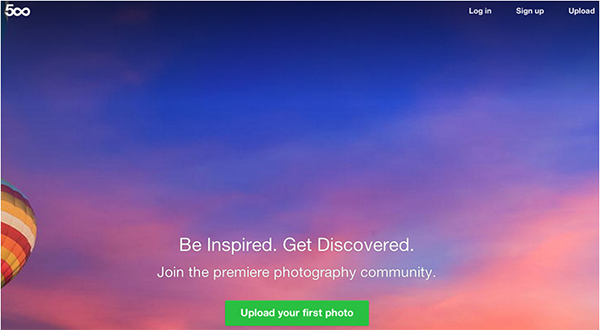 500
Log in Sign up Upload
Be Inspired. Get Discovered.
Join the premiere photography community.
Upload your first photo